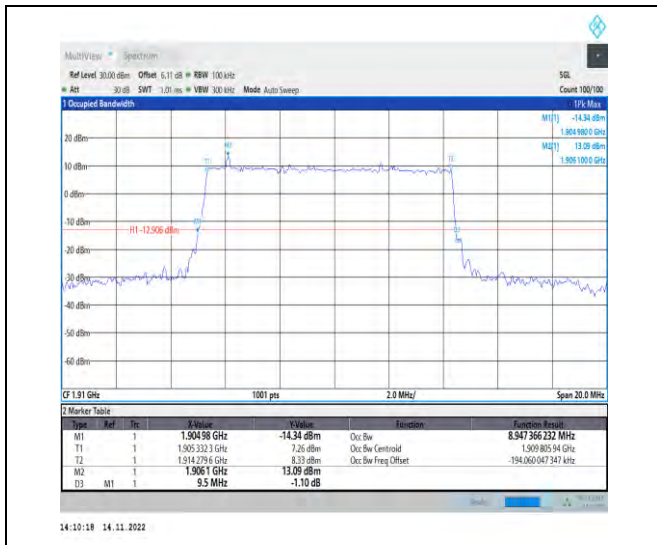 MultiView Spectrum
Ref Level 30.00 dBm Offset 6.11 dB RBW 100 kHz SGL
Att 30 dB SWT 1.01 ms VBW 300 kHz Mode Auto Sweep Count 100/100
1 Occupied Bandwidth 1Pk Max
M1[1] -14.34 dBm
1.904 980 0 GHz
M2[1] 13.09 dBm
1.906 100 0 GHz
20 dBm
10 dBm
0 dBm
-10 dBm
H1 -12.906 dBm
-20 dBm
-30 dBm
-40 dBm
-50 dBm
-60 dBm
CF 1.91 GHz 1001 pts 2.0 MHz/ Span 20.0 MHz
2 Marker Table
Type Ref Trc X-Value Y-Value Function Function Result
M1 1 1.904 98 GHz -14.34 dBm Occ Bw 8.947 366 232 MHz
T1 1 1.905 332 3 GHz 7.26 dBm Occ Bw Centroid 1.909 805 94 GHz
T2 1 1.914 279 6 GHz 8.33 dBm Occ Bw Freq Offset -194.060 047 347 kHz
M2 1 1.906 1 GHz 13.09 dBm
D3 M1 1 9.5 MHz -1.10 dB
14:10:18 14.11.2022